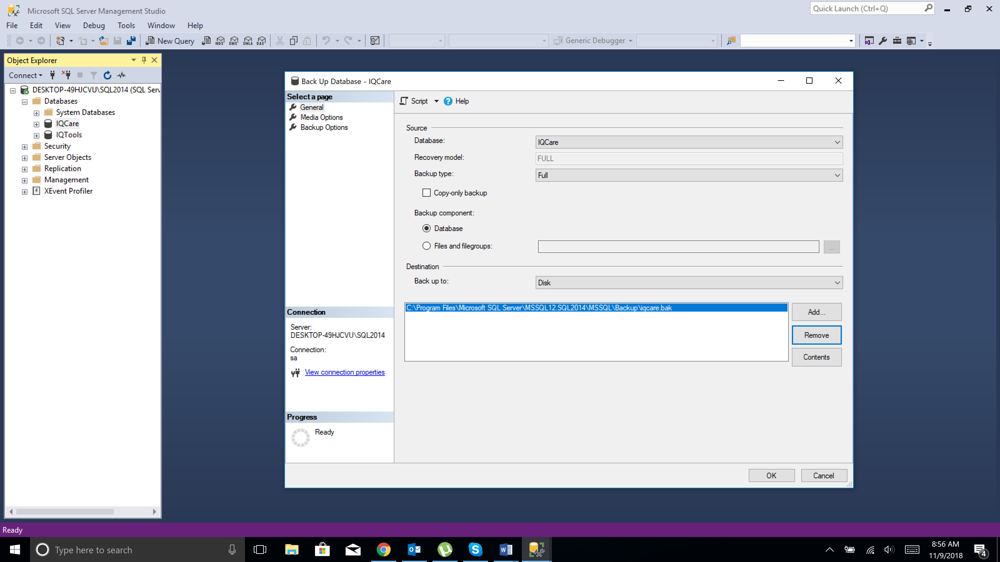 Microsoft SQL Server Management Studio
Quick Launch (Ctrl+Q)
File Edit View Debug Tools Window Help
New Query MDX DMX XMLA DAX Generic Debugger
Object Explorer
Connect
DESKTOP-49HJCVU\SQL2014 (SQL Serv
Databases
System Databases
IQCare
IQTools
Security
Server Objects
Replication
Management
XEvent Profiler
Back Up Database - IQCare
Select a page
General
Media Options
Backup Options
Script Help
Source
Database: IQCare
Recovery model: FULL
Backup type: Full
Copy-only backup
Backup component:
Database
Files and filegroups: ...
Destination
Back up to: Disk
C:\Program Files\Microsoft SQL Server\MSSQL12.SQL2014\MSSQL\Backup\iqcare.bak
Add...
Remove
Contents
Connection
Server:
DESKTOP-49HJCVU\SQL2014
Connection:
sa
View connection properties
Progress
Ready
OK Cancel
Ready
Type here to search
8:56 AM
11/9/2018
4